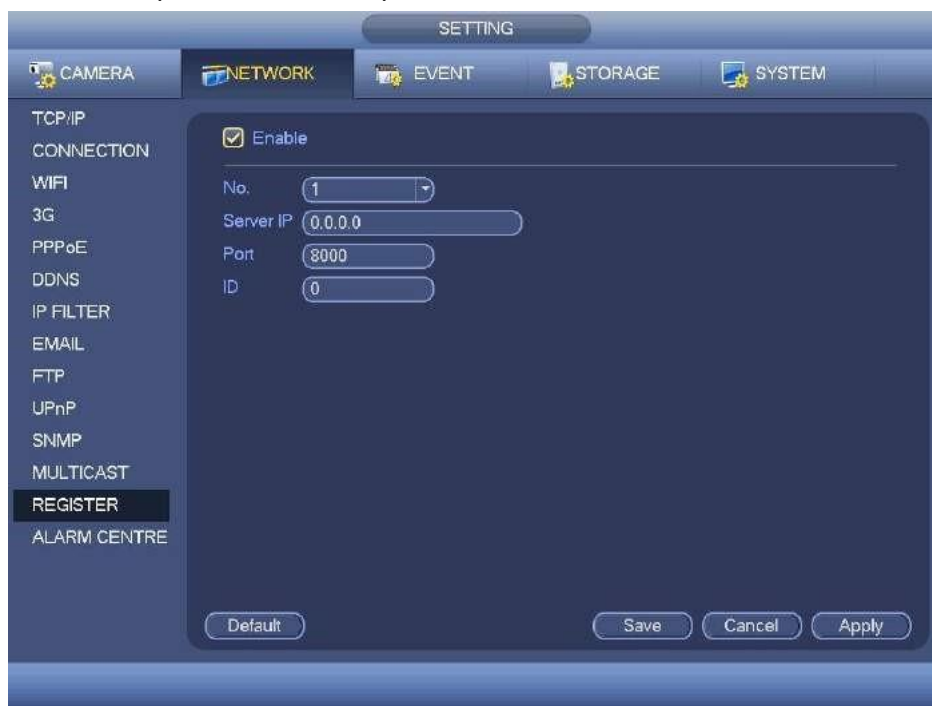 SETTING
CAMERA NETWORK EVENT STORAGE SYSTEM
TCP/IP
CONNECTION
WIFI
3G
PPPoE
DDNS
IP FILTER
EMAIL
FTP
UPnP
SNMP
MULTICAST
REGISTER
ALARM CENTRE
Enable
No. 1
Server IP 0.0.0.0
Port 8000
ID 0
Default Save Cancel Apply